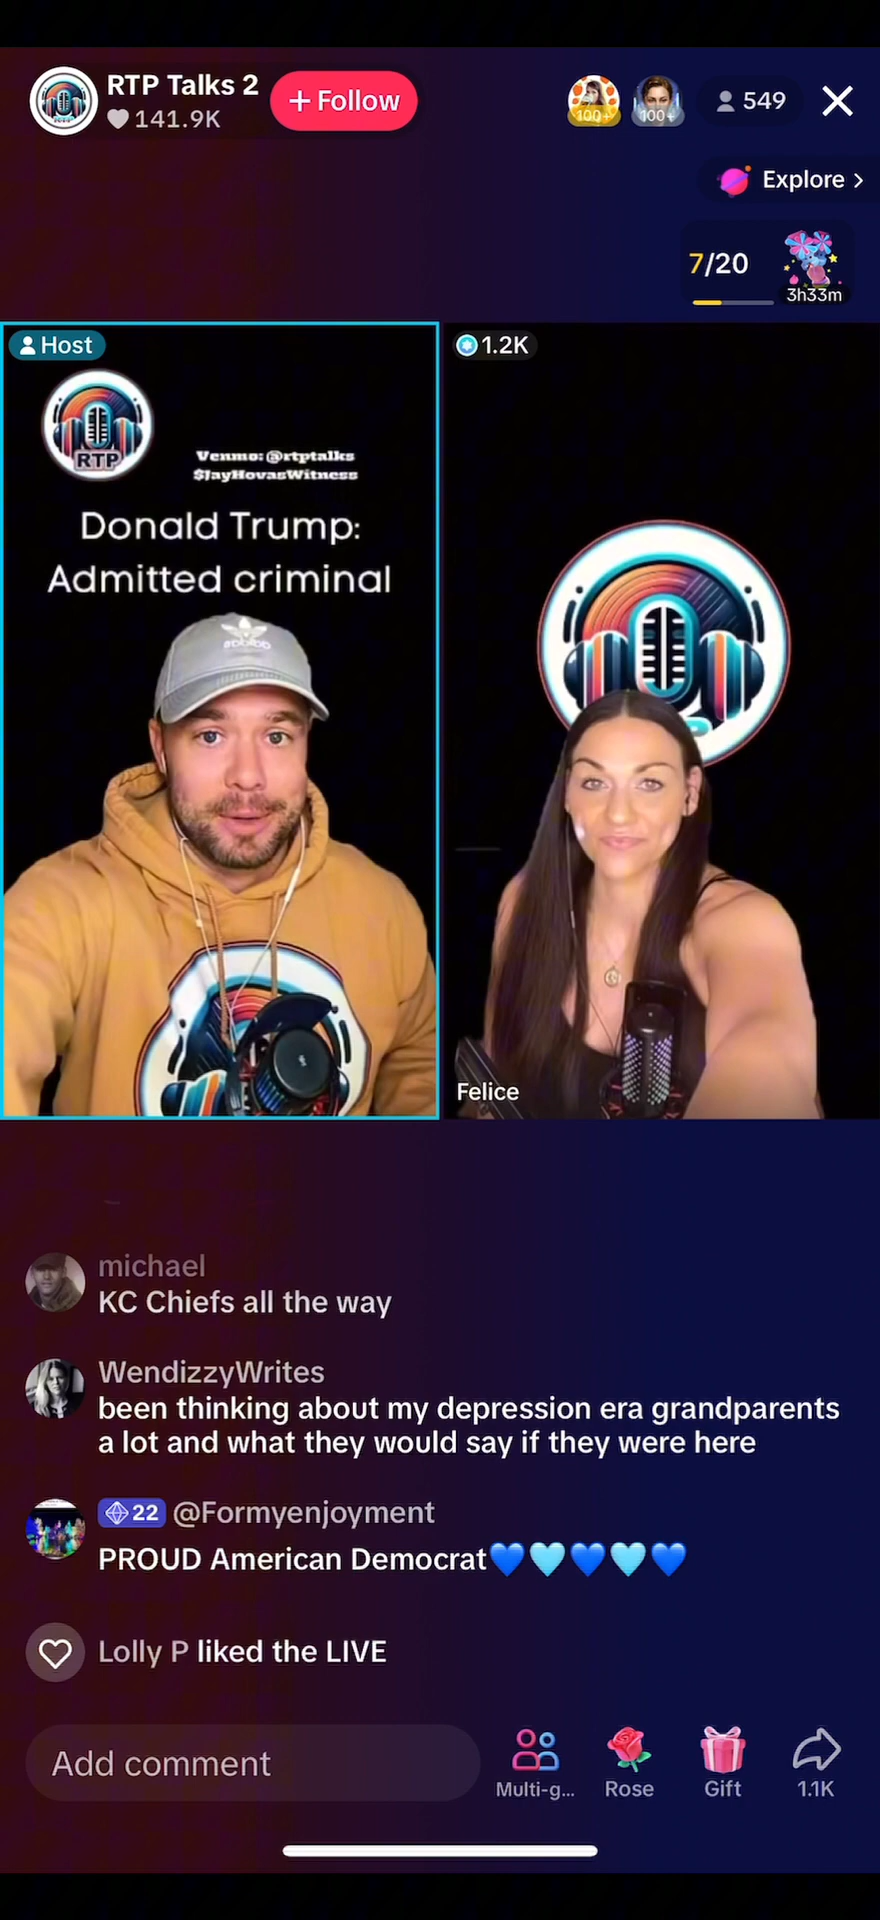 RTP Talks 2
141.9K
+ Follow
100+
100+
549
Explore >
7/20
3h33m
Host
1.2K
RTP
Venmo: @rtptalks
$JayHovasWitness
Donald Trump:
Admitted criminal
adidas
Felice
michael
KC Chiefs all the way
WendizzyWrites
been thinking about my depression era grandparents
a lot and what they would say if they were here
22 @Formyenjoyment
PROUD American Democrat💙🩵💙🩵💙
Lolly P liked the LIVE
Add comment
Multi-g...
Rose
Gift
1.1K